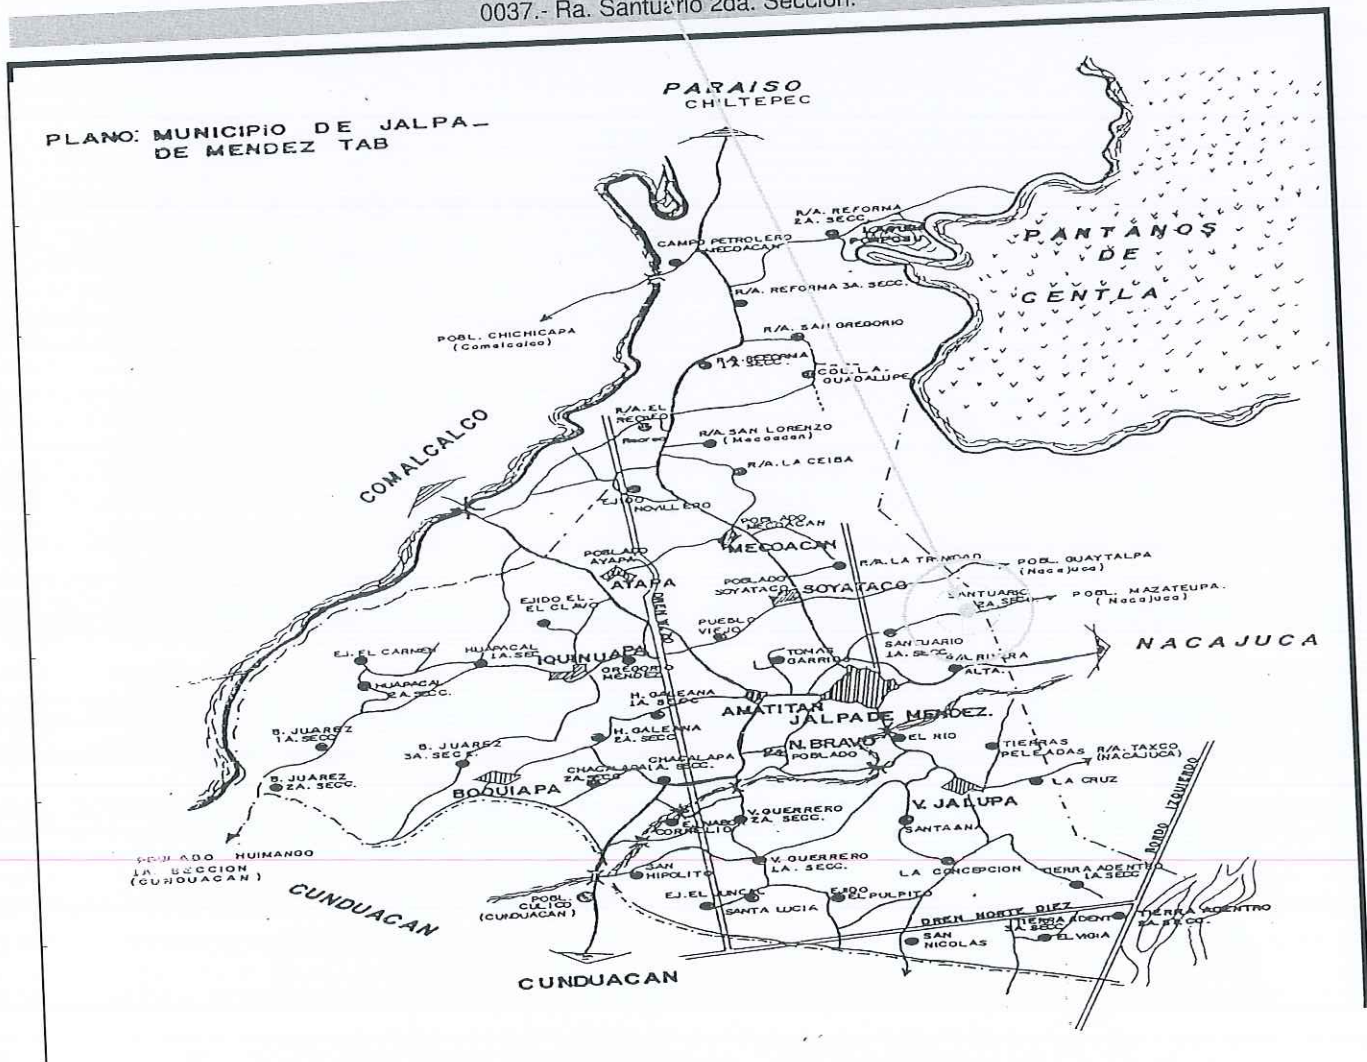 0037.- Ra. Santuario 2da. Sección.
PLANO: MUNICIPIO DE JALPA-
DE MENDEZ TAB
PARAISO
CHILTEPEC
R/A. REFORMA
2A. SECC.
CAMPO PETROLERO
MECOACAN
PANTANOS
DE
CENTLA
R/A. REFORMA 3A. SECC.
POBL. CHICHICAPA
(Comalcalco)
R/A. SAN GREGORIO
R/A. REFORMA
1A SECC.
COL. LA
GUADALUPE
COMALCALCO
R/A. EL
RECREO
R/A. SAN LORENZO
(Mecoacan)
R/A. LA CEIBA
EJIDO
NOVILLERO
POBLADO
MECOACAN
MECOACAN
POBLADO
AYAPA
AYAPA
R/A. LA TRINIDAD
POBL. GUAYTALPA
(Nacajuca)
POBLADO
SOYATACO
SOYATACO
SANTUARIO
2A. SECC.
POBL. MAZATEUPA.
(Nacajuca)
EJIDO EL
EL CLAVO
PUEBLO
VIEJO
SANTUARIO
1A. SECC.
NACAJUCA
EJ. EL CARMEN
HUAPACAL
1A. SEC
IQUINUAPA
GREGORIO
MENDEZ
TOMAS
GARRIDO
R/A. RIVERA
ALTA.
HUAPACAL
2A. SECC.
H. GALEANA
1A. SECC
AMATITAN
JALPA DE MENDEZ.
B. JUAREZ
1A. SECC
B. JUAREZ
3A. SECC.
H. GALEANA
2A. SECC
N. BRAVO
POBLADO
EL RIO
TIERRAS
PELEADAS
R/A. TAXCO
(NACAJUCA)
B. JUAREZ
2A. SECC.
BOQUIAPA
CHACALAPA
2A. SECC
CHACALAPA
1A. SECC.
LA CRUZ
V. JALUPA
BORDO IZQUIERDO
V. GUERRERO
2A. SECC.
SANTA ANA
POBLADO HUIMANGO
1A. SECCION
(CUNDUACAN)
SAN
HIPOLITO
V. GUERRERO
1A. SECC.
LA CONCEPCION
TIERRA ADENTRO
1A. SECC
CUNDUACAN
POBL.
CULICO
(CUNDUACAN)
EJ. EL JUNCAL
SANTA LUCIA
EJIDO
EL PULPITO
DREN NORTE DIEZ
SAN
NICOLAS
TIERRA ADENT
3A. SECC
EL VIGIA
TIERRA ADENTRO
2A. SECC.
CUNDUACAN